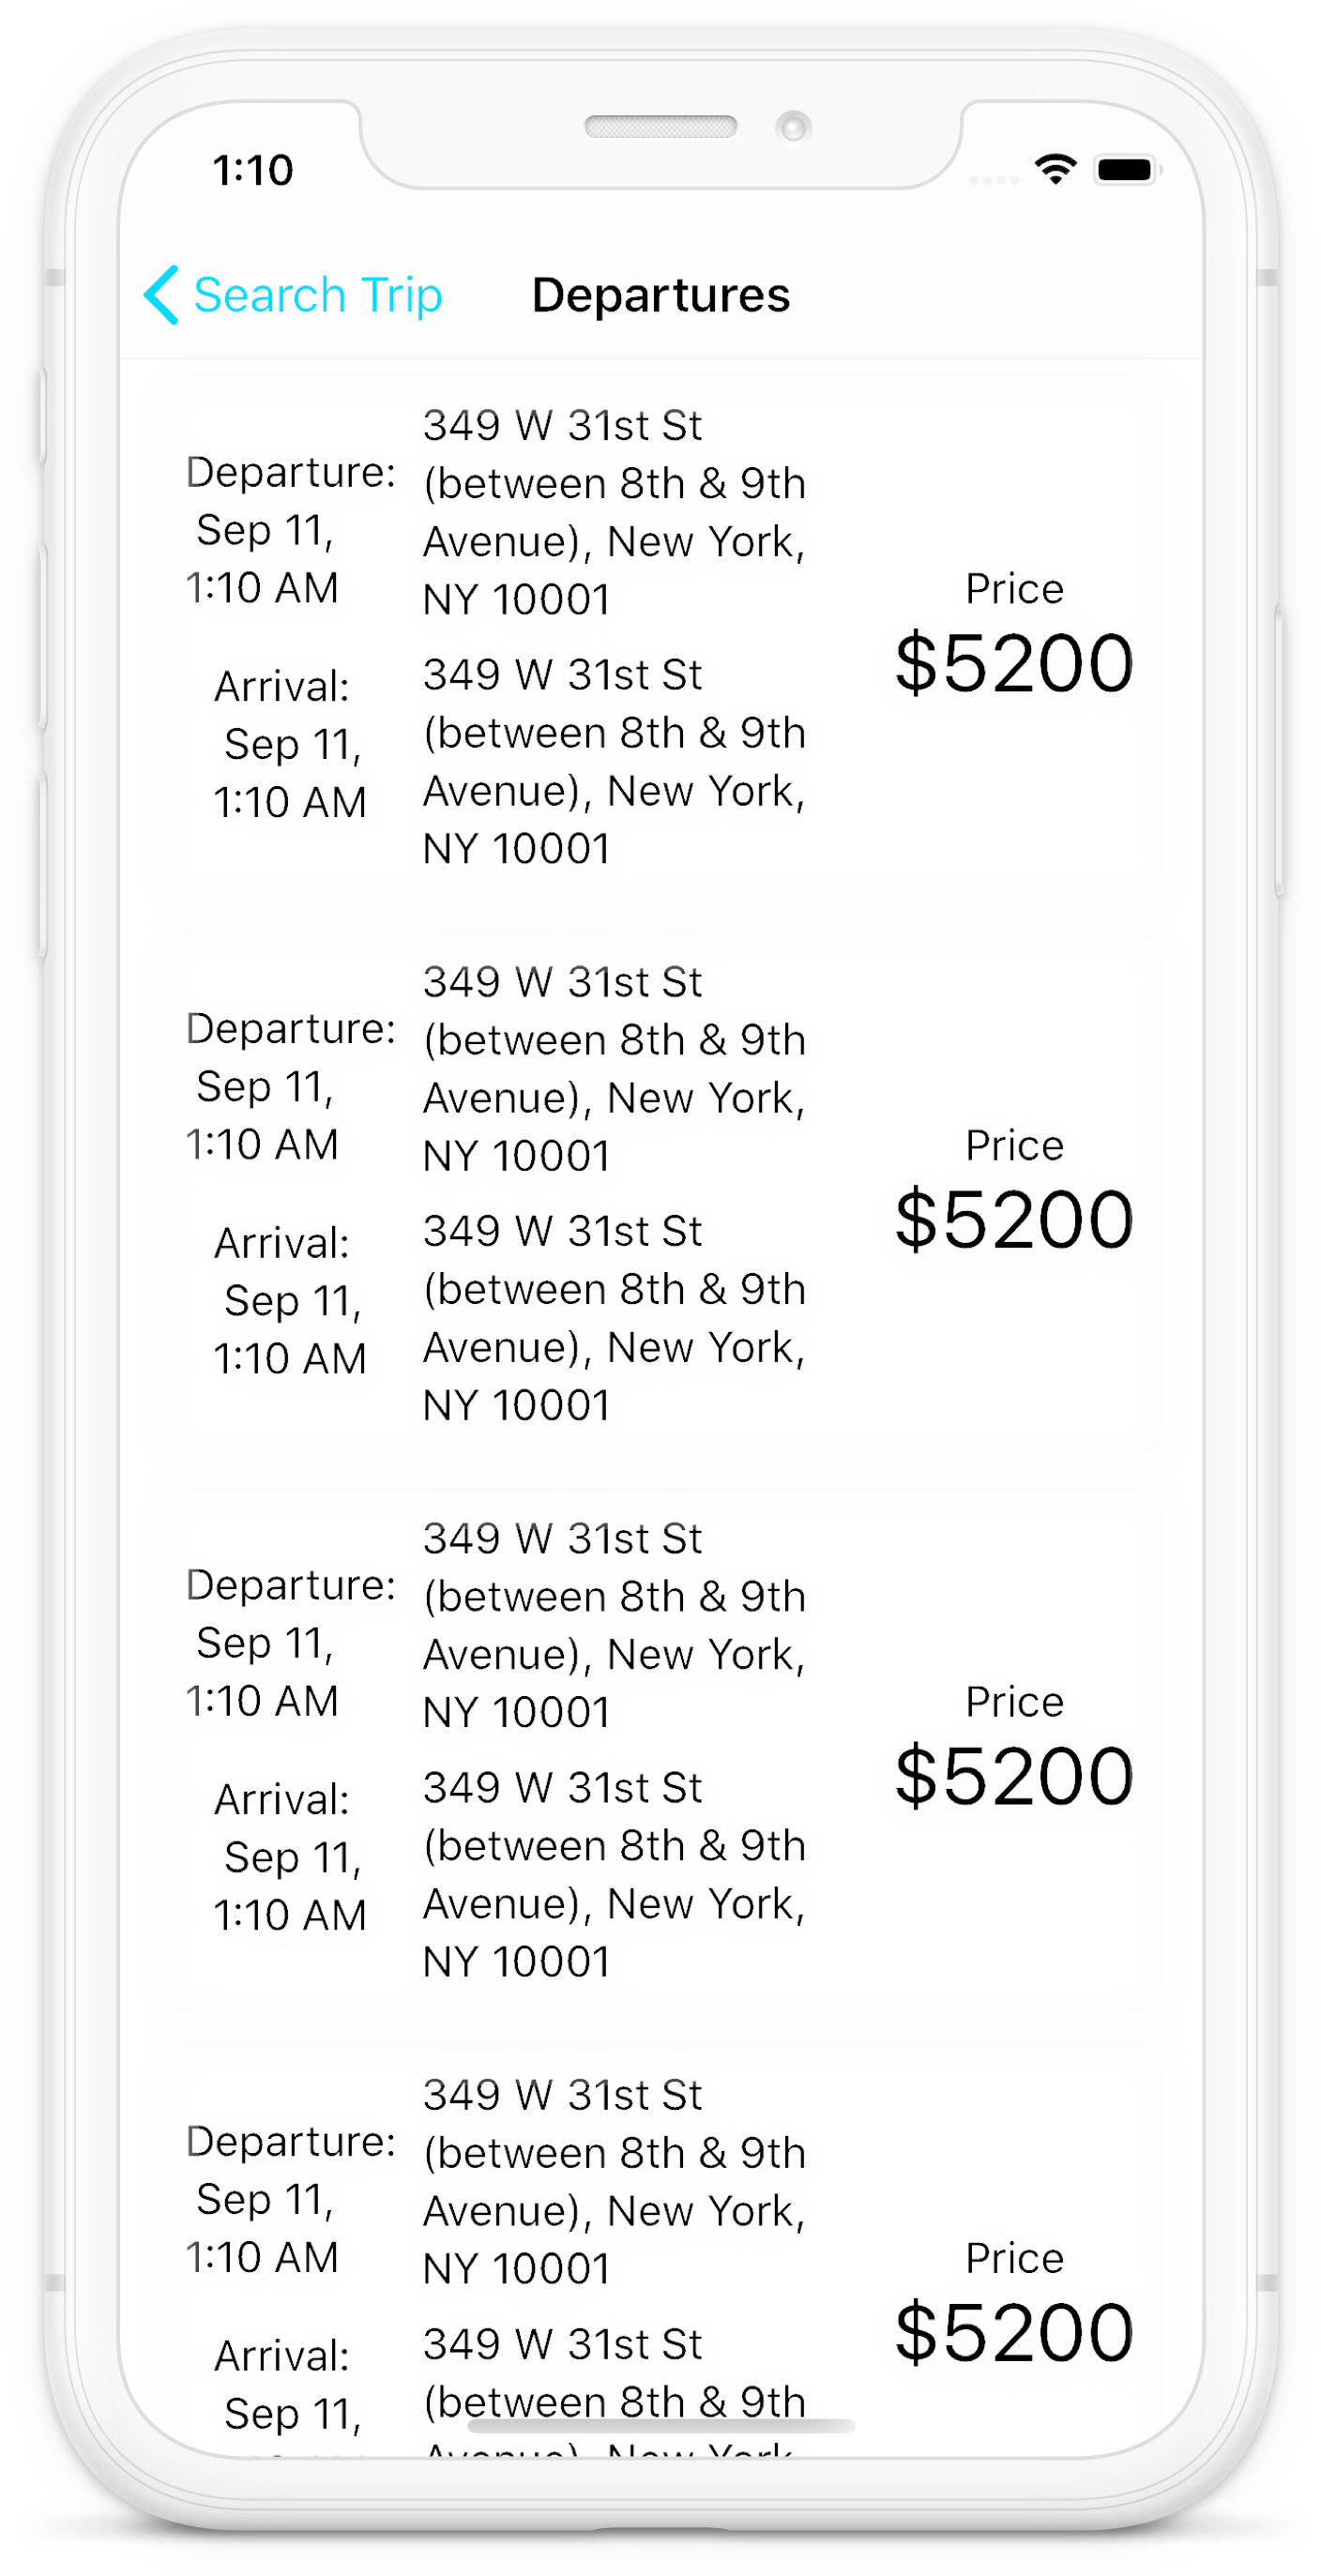 1:10
Search Trip
Departures
Departure:
Sep 11,
1:10 AM
349 W 31st St
(between 8th & 9th
Avenue), New York,
NY 10001
Arrival:
Sep 11,
1:10 AM
349 W 31st St
(between 8th & 9th
Avenue), New York,
NY 10001
Price
$5200
Departure:
Sep 11,
1:10 AM
349 W 31st St
(between 8th & 9th
Avenue), New York,
NY 10001
Arrival:
Sep 11,
1:10 AM
349 W 31st St
(between 8th & 9th
Avenue), New York,
NY 10001
Price
$5200
Departure:
Sep 11,
1:10 AM
349 W 31st St
(between 8th & 9th
Avenue), New York,
NY 10001
Arrival:
Sep 11,
1:10 AM
349 W 31st St
(between 8th & 9th
Avenue), New York,
NY 10001
Price
$5200
Departure:
Sep 11,
1:10 AM
349 W 31st St
(between 8th & 9th
Avenue), New York,
NY 10001
Arrival:
Sep 11,
349 W 31st St
(between 8th & 9th
Avenue), New York,
Price
$5200